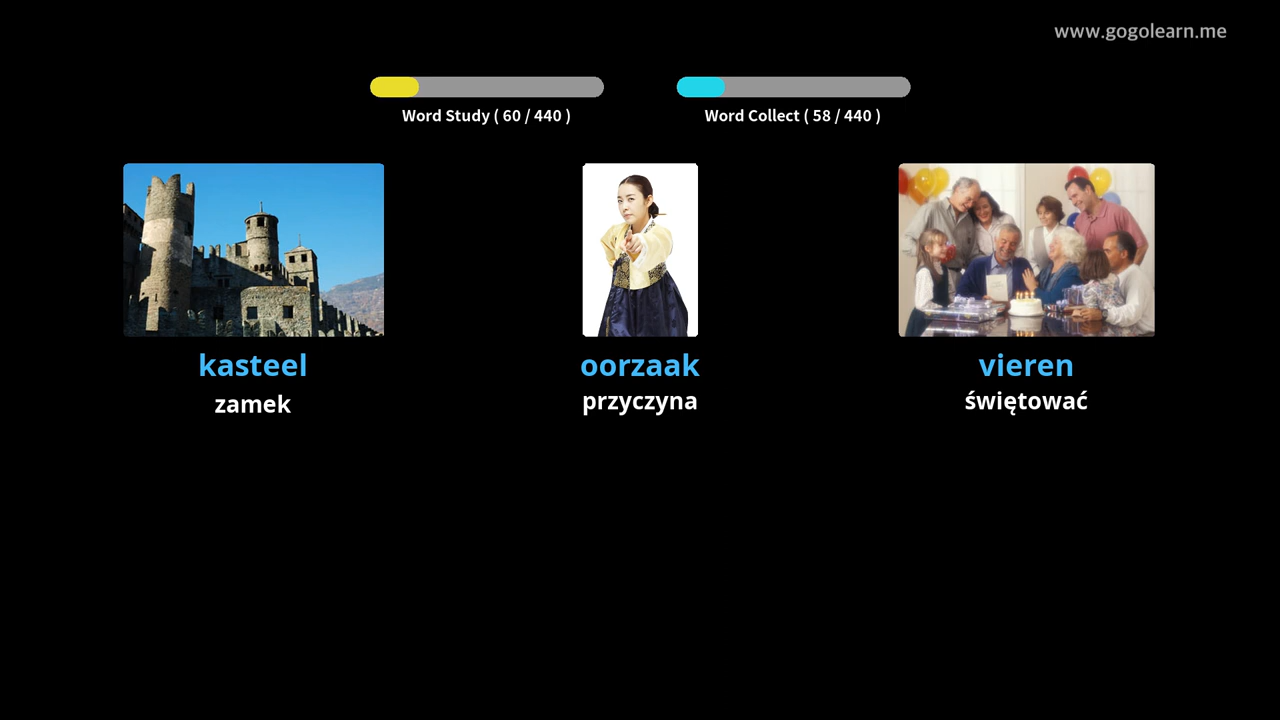 www.gogolearn.me
Word Study ( 60 / 440 )
Word Collect ( 58 / 440 )
kasteel
zamek
oorzaak
przyczyna
vieren
świętować